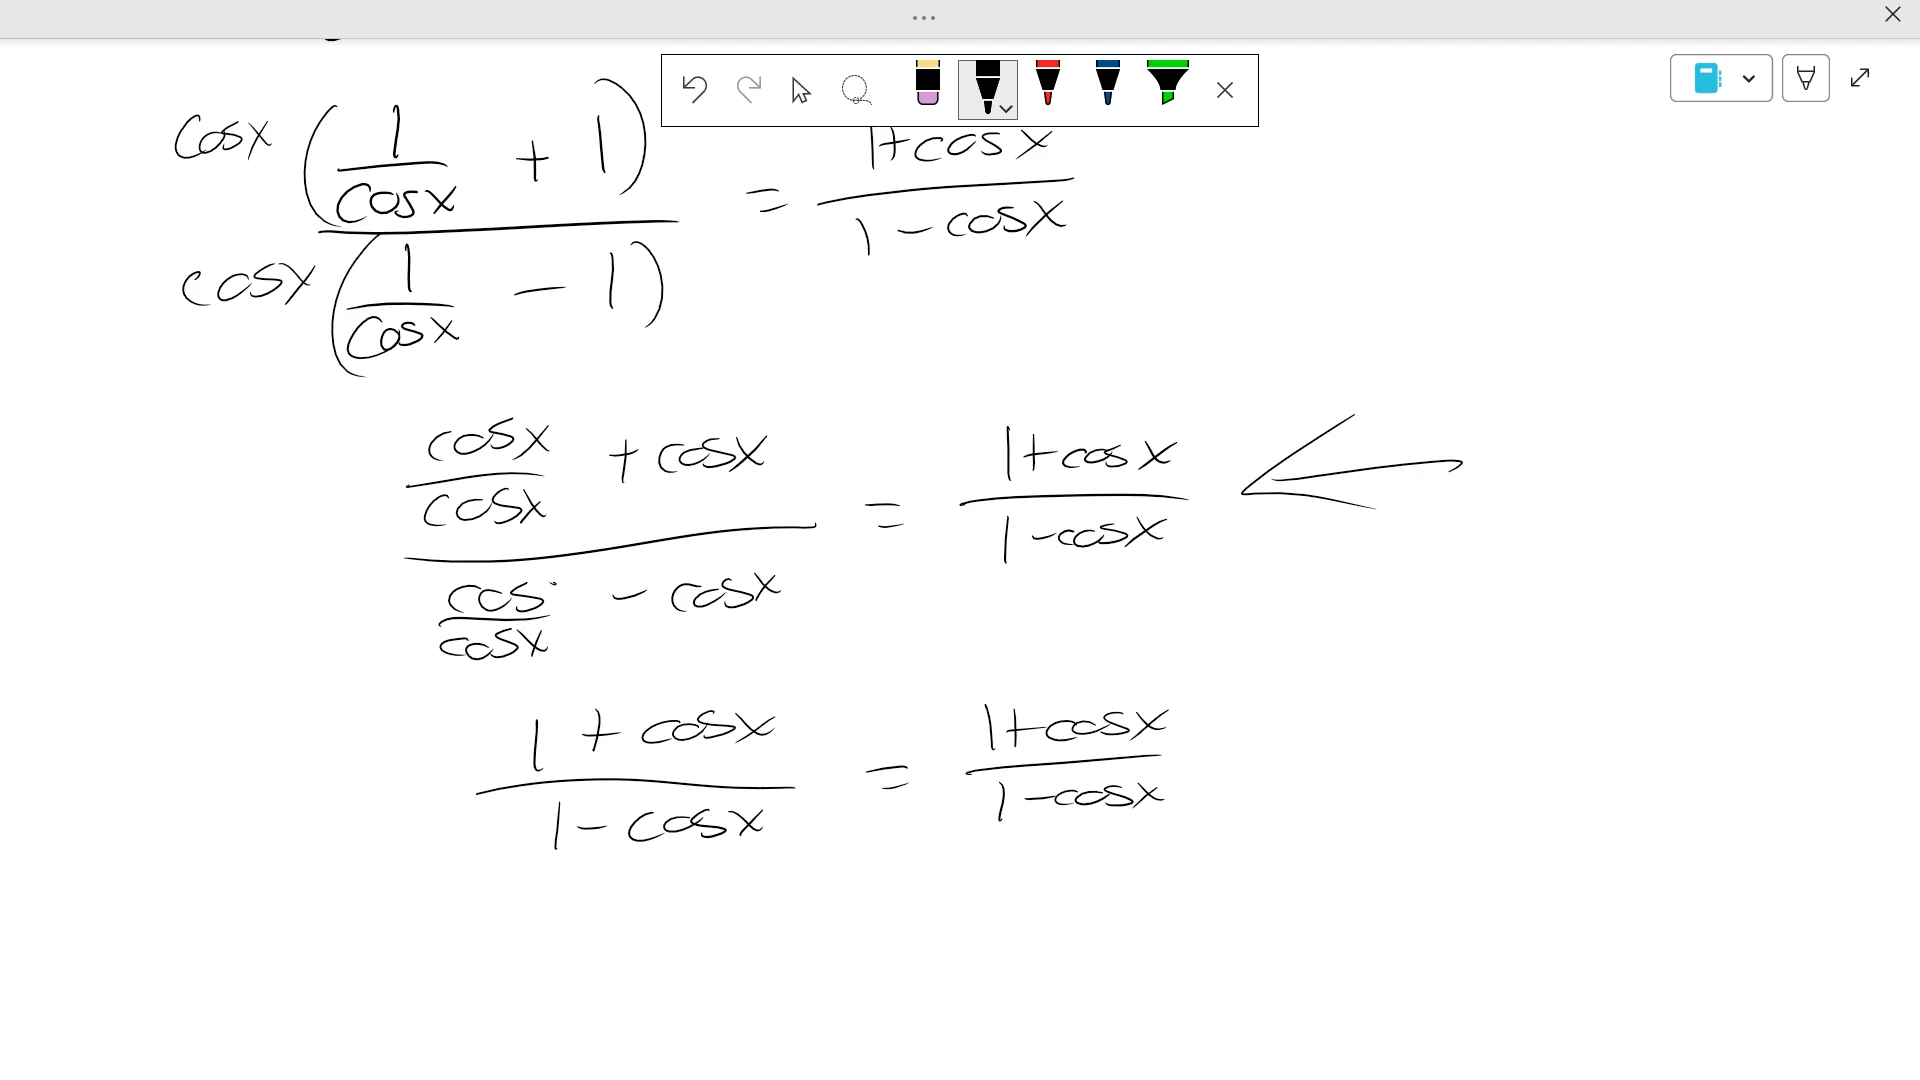 cosx (1/cosx + 1) / cosx (1/cosx - 1) = 1+cosx / 1-cosx
cosx/cosx + cosx / cos/cosx - cosx = 1+cosx / 1-cosx
1 + cosx / 1 - cosx = 1+cosx / 1-cosx